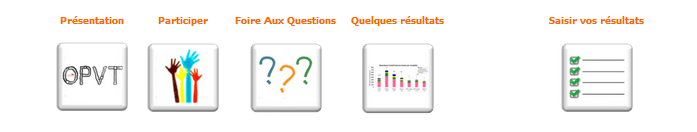 Présentation Participer Foire Aux Questions Quelques résultats Saisir vos résultats
OPVT